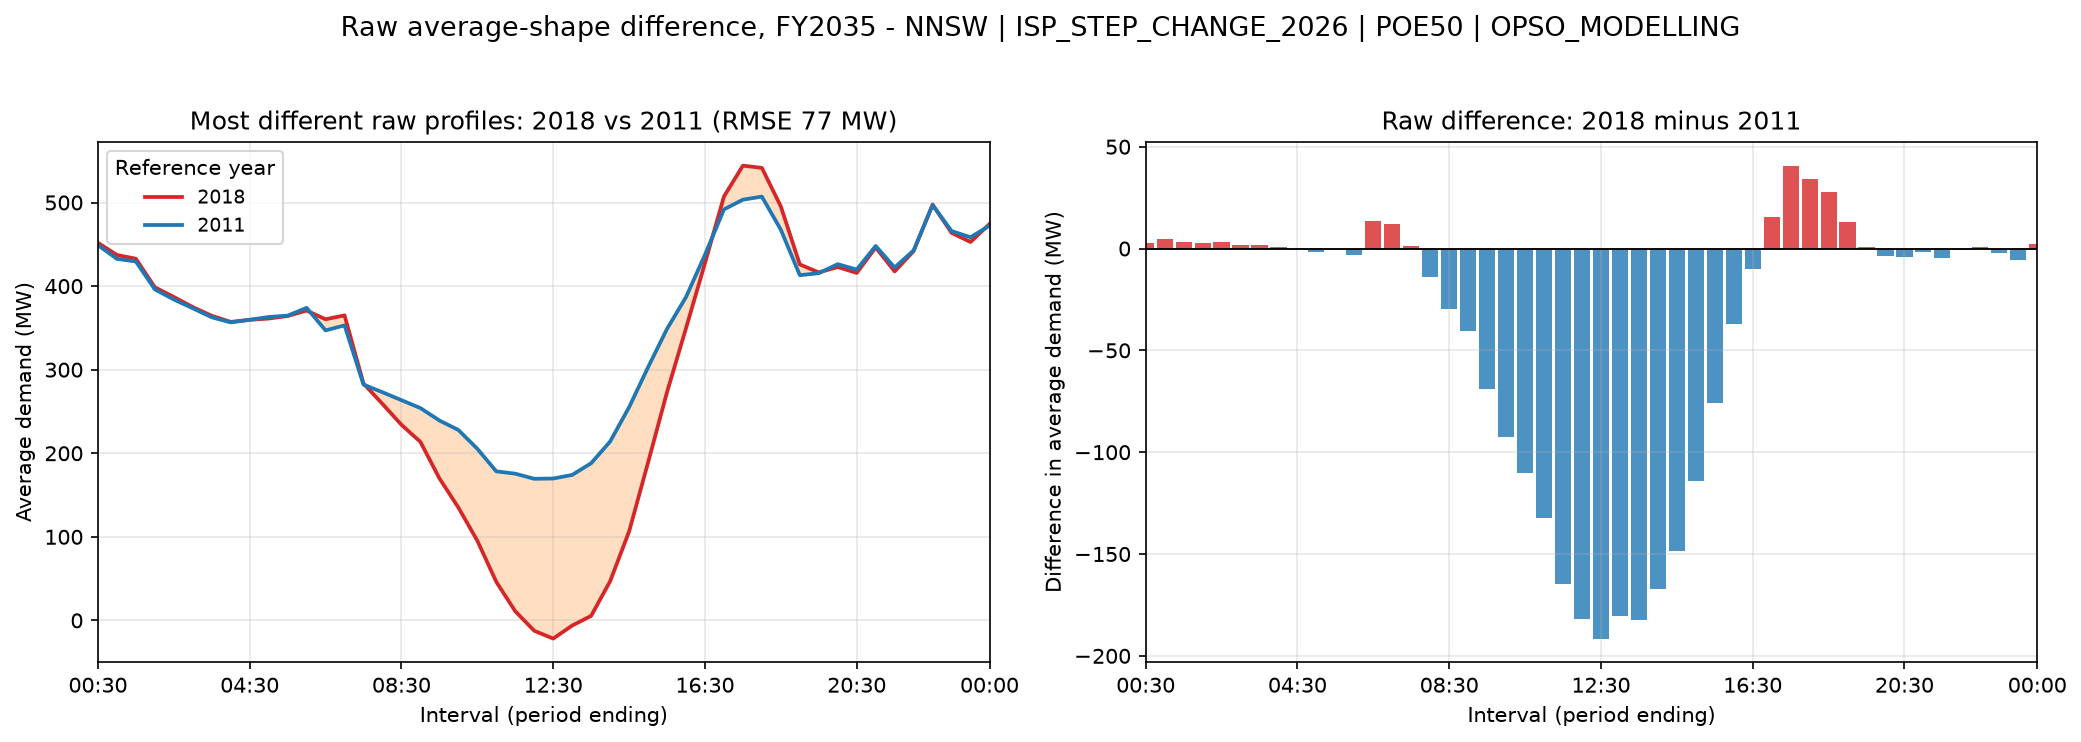 Raw average-shape difference, FY2035 - NNSW | ISP_STEP_CHANGE_2026 | POE50 | OPSO_MODELLING
Most different raw profiles: 2018 vs 2011 (RMSE 77 MW)
Reference year
2018
2011
Average demand (MW)
500
400
300
200
100
0
00:30 04:30 08:30 12:30 16:30 20:30 00:00
Interval (period ending)
Raw difference: 2018 minus 2011
Difference in average demand (MW)
50
0
−50
−100
−150
−200
00:30 04:30 08:30 12:30 16:30 20:30 00:00
Interval (period ending)